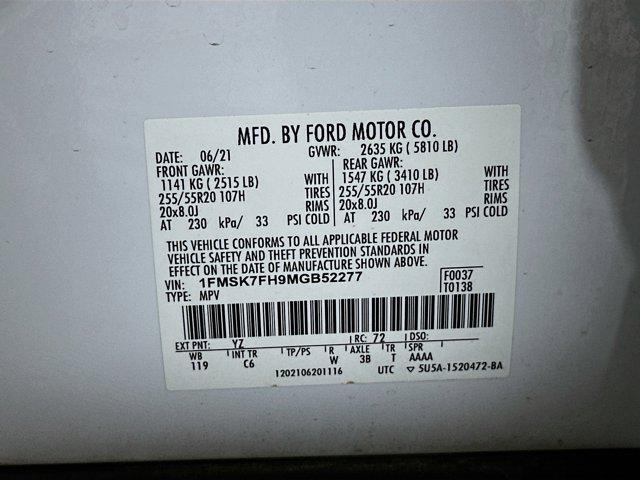 MFD. BY FORD MOTOR CO.
DATE: 06/21 GVWR: 2635 KG ( 5810 LB)
FRONT GAWR: REAR GAWR:
1141 KG ( 2515 LB) WITH 1547 KG ( 3410 LB) WITH
255/55R20 107H TIRES 255/55R20 107H TIRES
20x8.0J RIMS 20x8.0J RIMS
AT 230 kPa/ 33 PSI COLD AT 230 kPa/ 33 PSI COLD
THIS VEHICLE CONFORMS TO ALL APPLICABLE FEDERAL MOTOR
VEHICLE SAFETY AND THEFT PREVENTION STANDARDS IN
EFFECT ON THE DATE OF MANUFACTURE SHOWN ABOVE.
VIN: 1FMSK7FH9MGB52277 F0037
TYPE: MPV T0138
EXT PNT: YZ RC: 72 DSO:
WB INT TR TP/PS R AXLE TR SPR
119 C6 W 3B T AAAA
1202106201116 UTC ▽ 5U5A-1520472-BA